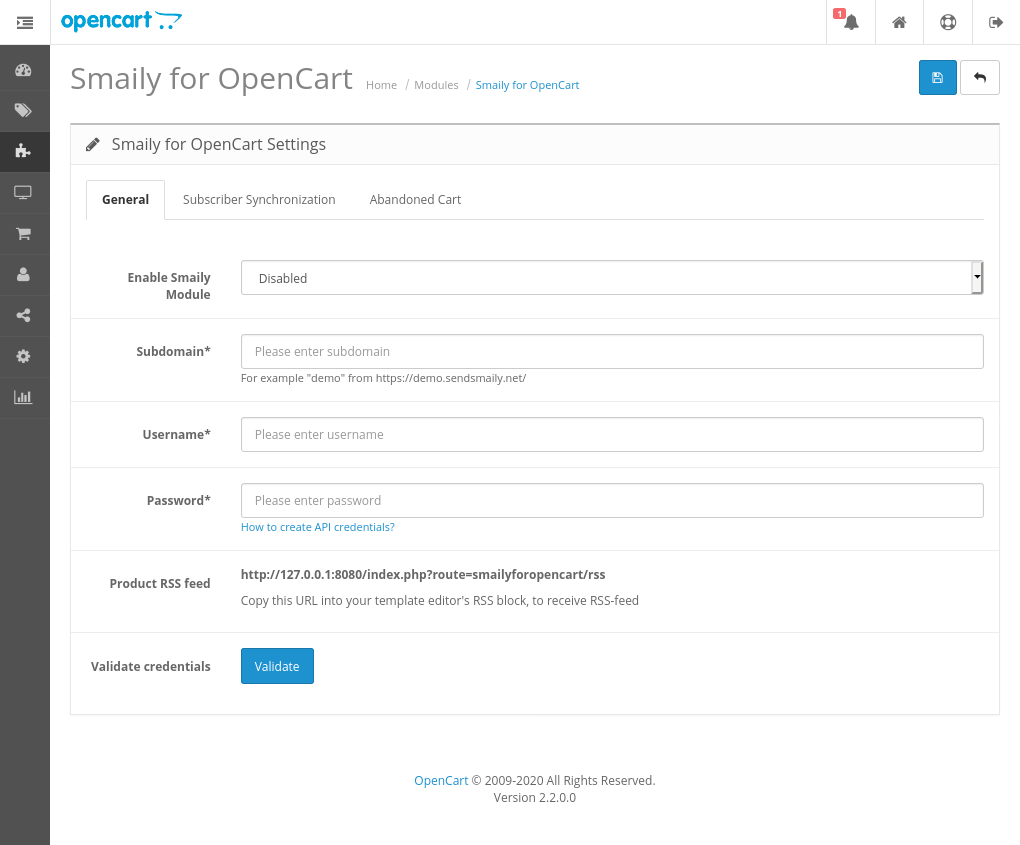 opencart
1
Smaily for OpenCart
Home / Modules / Smaily for OpenCart
Smaily for OpenCart Settings
General
Subscriber Synchronization
Abandoned Cart
Enable Smaily
Module
Disabled
Subdomain*
Please enter subdomain
For example "demo" from https://demo.sendsmaily.net/
Username*
Please enter username
Password*
Please enter password
How to create API credentials?
Product RSS feed
http://127.0.0.1:8080/index.php?route=smailyforopencart/rss
Copy this URL into your template editor's RSS block, to receive RSS-feed
Validate credentials
Validate
OpenCart © 2009-2020 All Rights Reserved.
Version 2.2.0.0